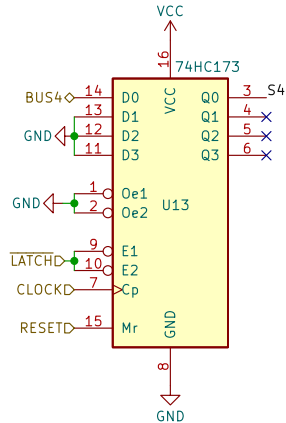 VCC
16
74HC173
VCC
BUS4 14 D0 Q0 3 S4
13 D1 Q1 4
GND 12 D2 Q2 5
11 D3 Q3 6
1 Oe1
GND U13
2 Oe2
9 E1
LATCH
10 E2
CLOCK 7 Cp
RESET 15 Mr
GND
8
GND